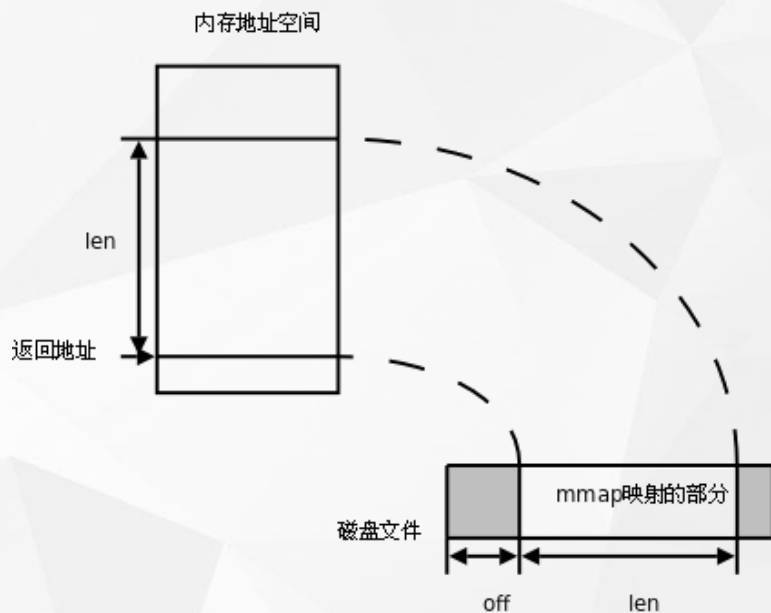 内存地址空间
len
返回地址
mmap映射的部分
磁盘文件
off
len